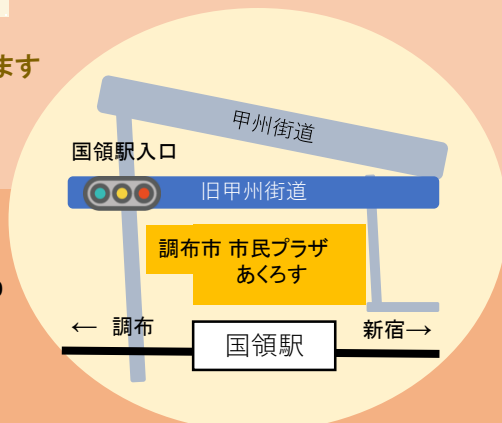 ます
甲州街道
国領駅入口
旧甲州街道
調布市 市民プラザ
あくろす
← 調布
新宿→
国領駅